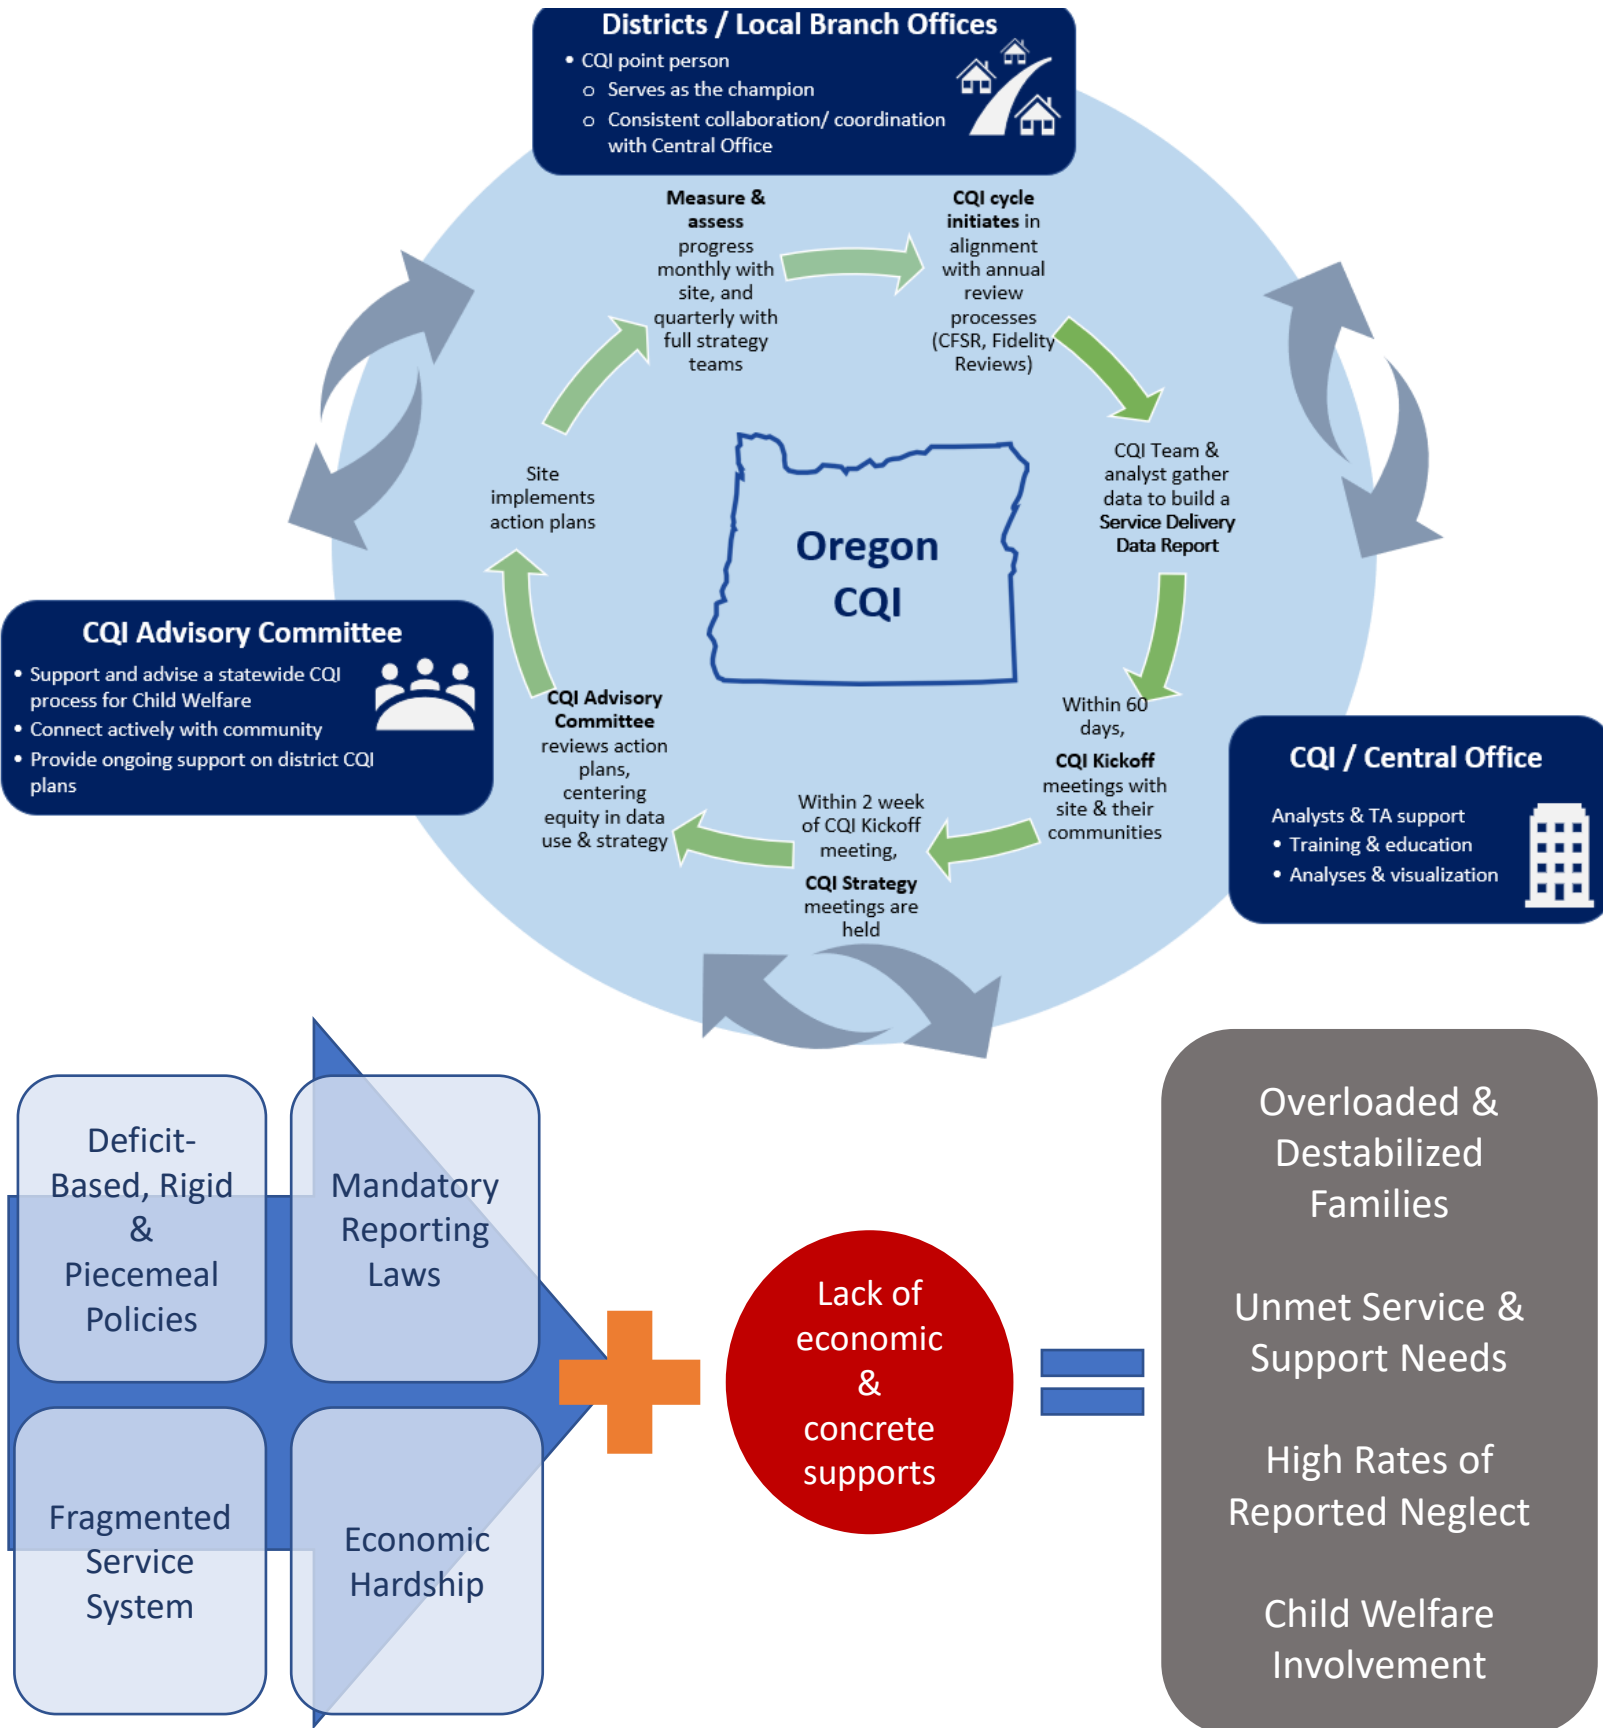 Districts / Local Branch Offices
• CQI point person
o Serves as the champion
o Consistent collaboration/ coordination
with Central Office
Measure &
assess
progress
monthly with
site, and
quarterly with
full strategy
teams
CQI cycle
initiates in
alignment
with annual
review
processes
(CFSR, Fidelity
Reviews)
CQI Team &
analyst gather
data to build a
Service Delivery
Data Report
Site
implements
action plans
Oregon
CQI
CQI Advisory Committee
• Support and advise a statewide CQI
process for Child Welfare
• Connect actively with community
• Provide ongoing support on district CQI
plans
CQI Advisory
Committee
reviews action
plans,
centering
equity in data
use & strategy
Within 60
days,
CQI Kickoff
meetings with
site & their
communities
Within 2 week
of CQI Kickoff
meeting,
CQI Strategy
meetings are
held
CQI / Central Office
Analysts & TA support
• Training & education
• Analyses & visualization
Deficit-
Based, Rigid
&
Piecemeal
Policies
Mandatory
Reporting
Laws
Fragmented
Service
System
Economic
Hardship
Lack of
economic
&
concrete
supports
Overloaded &
Destabilized
Families
Unmet Service &
Support Needs
High Rates of
Reported Neglect
Child Welfare
Involvement